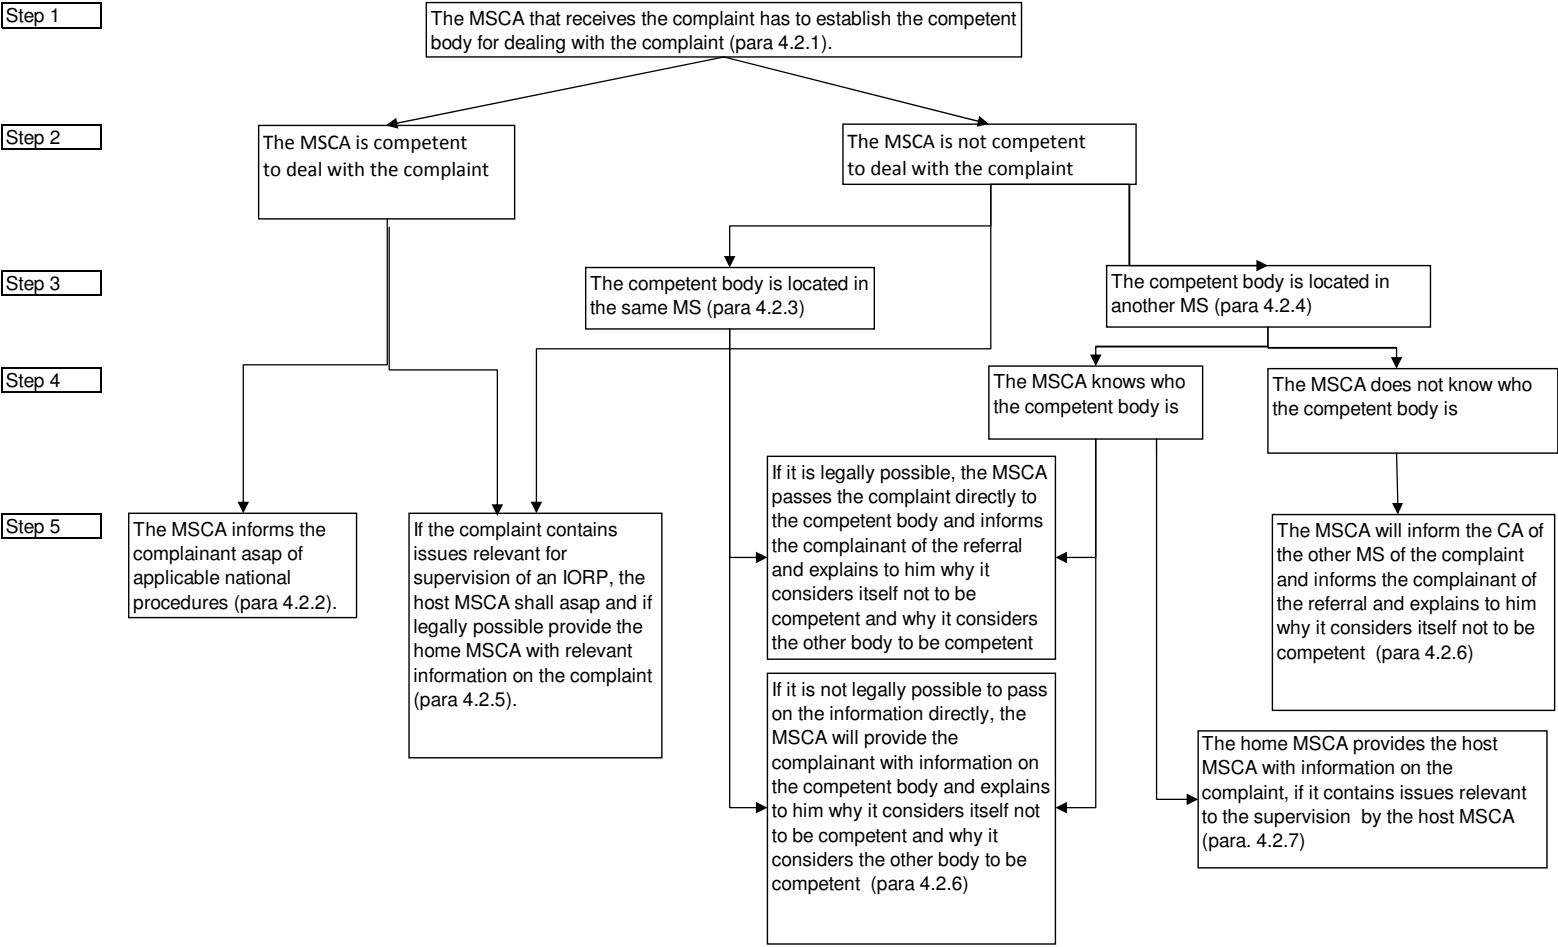 Step 1
The MSCA that receives the complaint has to establish the competent
body for dealing with the complaint (para 4.2.1).
Step 2
The MSCA is competent
to deal with the complaint
The MSCA is not competent
to deal with the complaint
Step 3
The competent body is located in
the same MS (para 4.2.3)
The competent body is located in
another MS (para 4.2.4)
Step 4
The MSCA knows who
the competent body is
The MSCA does not know who
the competent body is
Step 5
The MSCA informs the
complainant asap of
applicable national
procedures (para 4.2.2).
If the complaint contains
issues relevant for
supervision of an IORP, the
host MSCA shall asap and if
legally possible provide the
home MSCA with relevant
information on the complaint
(para 4.2.5).
If it is legally possible, the MSCA
passes the complaint directly to
the competent body and informs
the complainant of the referral
and explains to him why it
considers itself not to be
competent and why it considers
the other body to be competent
If it is not legally possible to pass
on the information directly, the
MSCA will provide the
complainant with information on
the competent body and explains
to him why it considers itself not
to be competent and why it
considers the other body to be
competent  (para 4.2.6)
The MSCA will inform the CA of
the other MS of the complaint
and informs the complainant of
the referral and explains to him
why it considers itself not to be
competent  (para 4.2.6)
The home MSCA provides the host
MSCA with information on the
complaint, if it contains issues relevant
to the supervision  by the host MSCA
(para. 4.2.7)